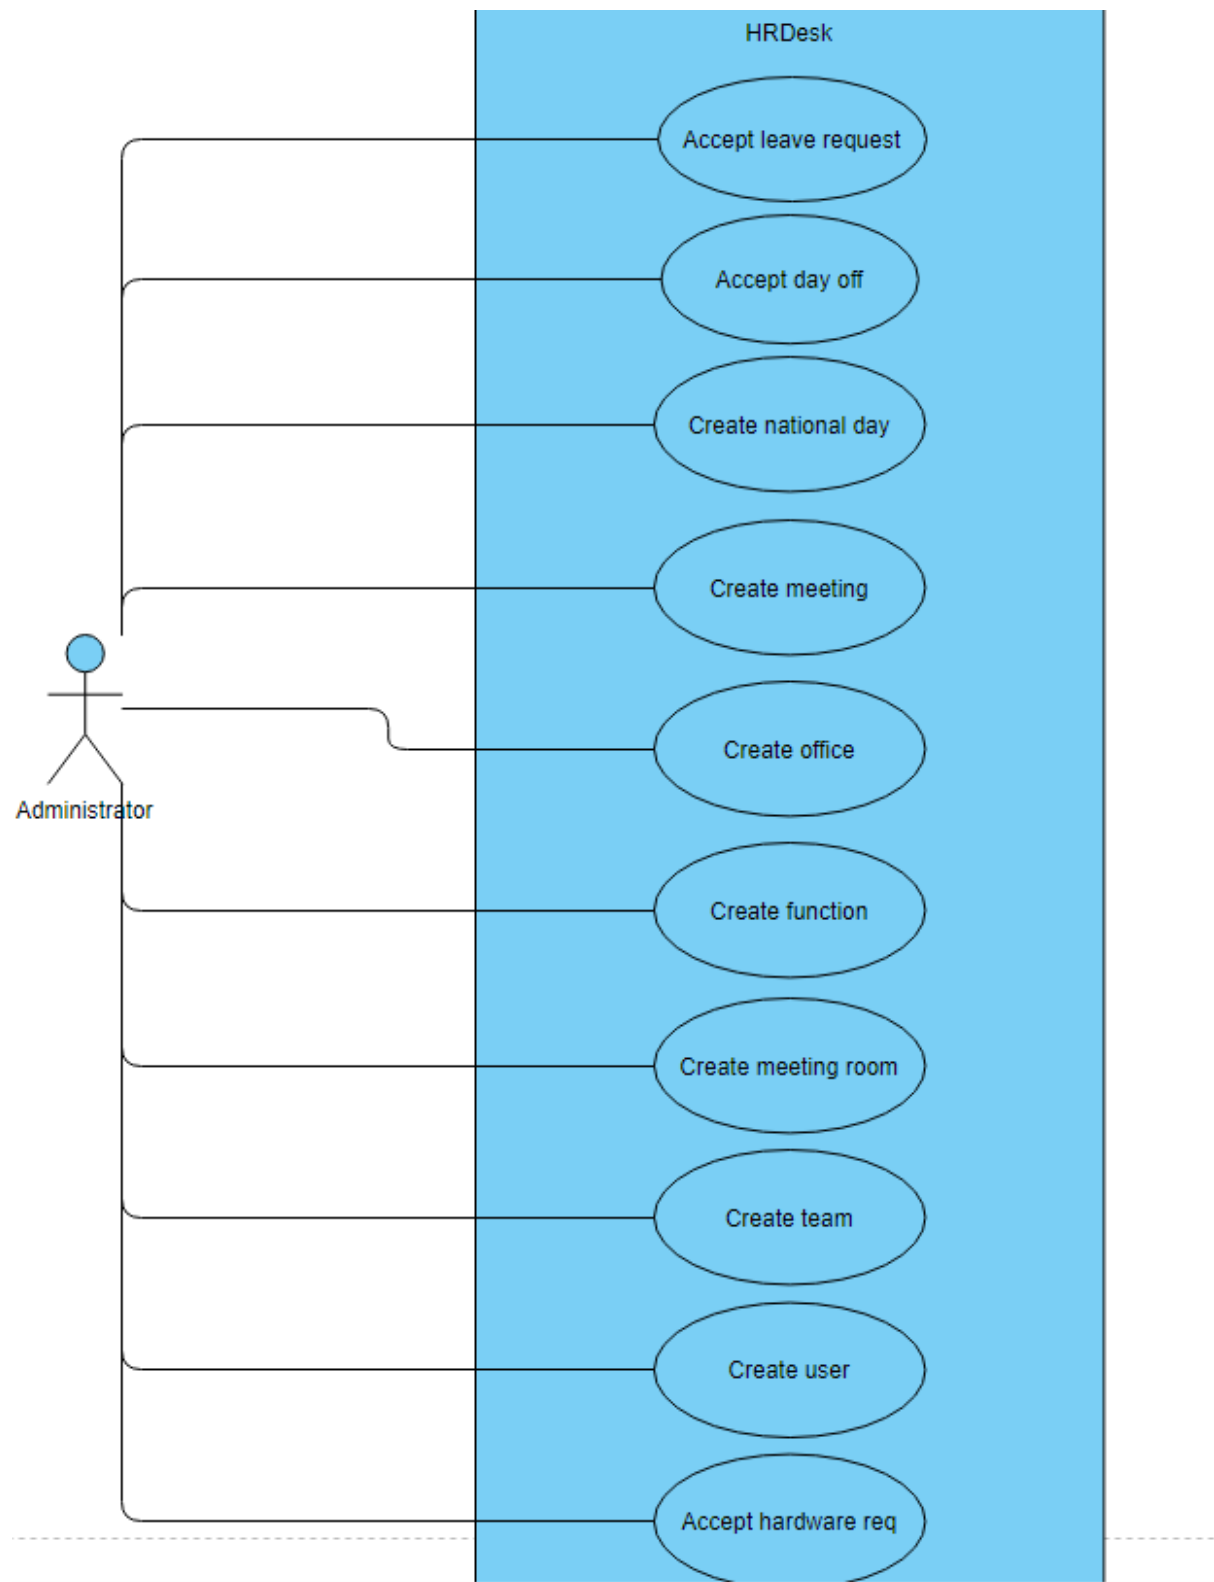 HRDesk
Accept leave request
Accept day off
Create national day
Create meeting
Create office
Administrator
Create function
Create meeting room
Create team
Create user
Accept hardware req